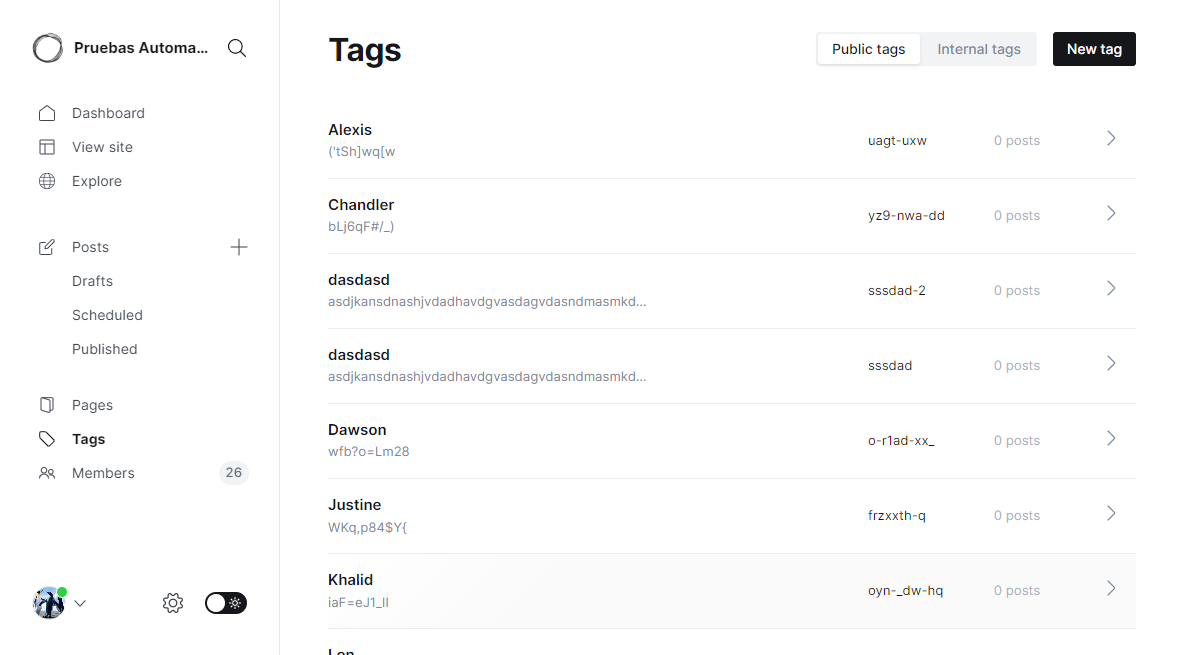 Pruebas Automa...
Tags
Public tags
Internal tags
New tag
Dashboard
View site
Explore
Posts
Drafts
Scheduled
Published
Pages
Tags
Members
26
Alexis
('tSh]wq[w
uagt-uxw
0 posts
Chandler
bLj6qF#/_)
yz9-nwa-dd
0 posts
dasdasd
asdjkansdnashjvdadhavdgvasdagvdasndmasmkd...
sssdad-2
0 posts
dasdasd
asdjkansdnashjvdadhavdgvasdagvdasndmasmkd...
sssdad
0 posts
Dawson
wfb?o=Lm28
o-r1ad-xx_
0 posts
Justine
WKq,p84$Y{
frzxxth-q
0 posts
Khalid
oyn-_dw-hq
0 posts